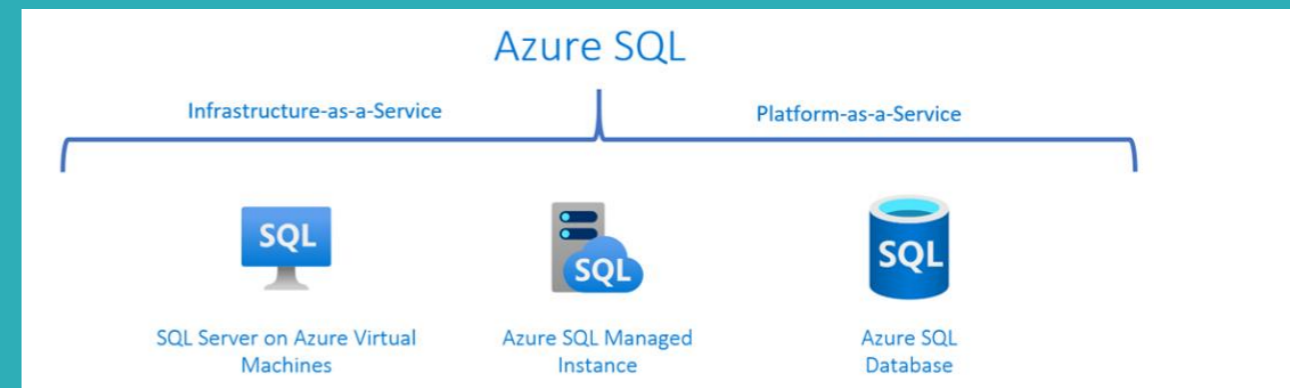 Azure SQL
Infrastructure-as-a-Service
Platform-as-a-Service
SQL
SQL
SQL
SQL Server on Azure Virtual
Machines
Azure SQL Managed
Instance
Azure SQL
Database